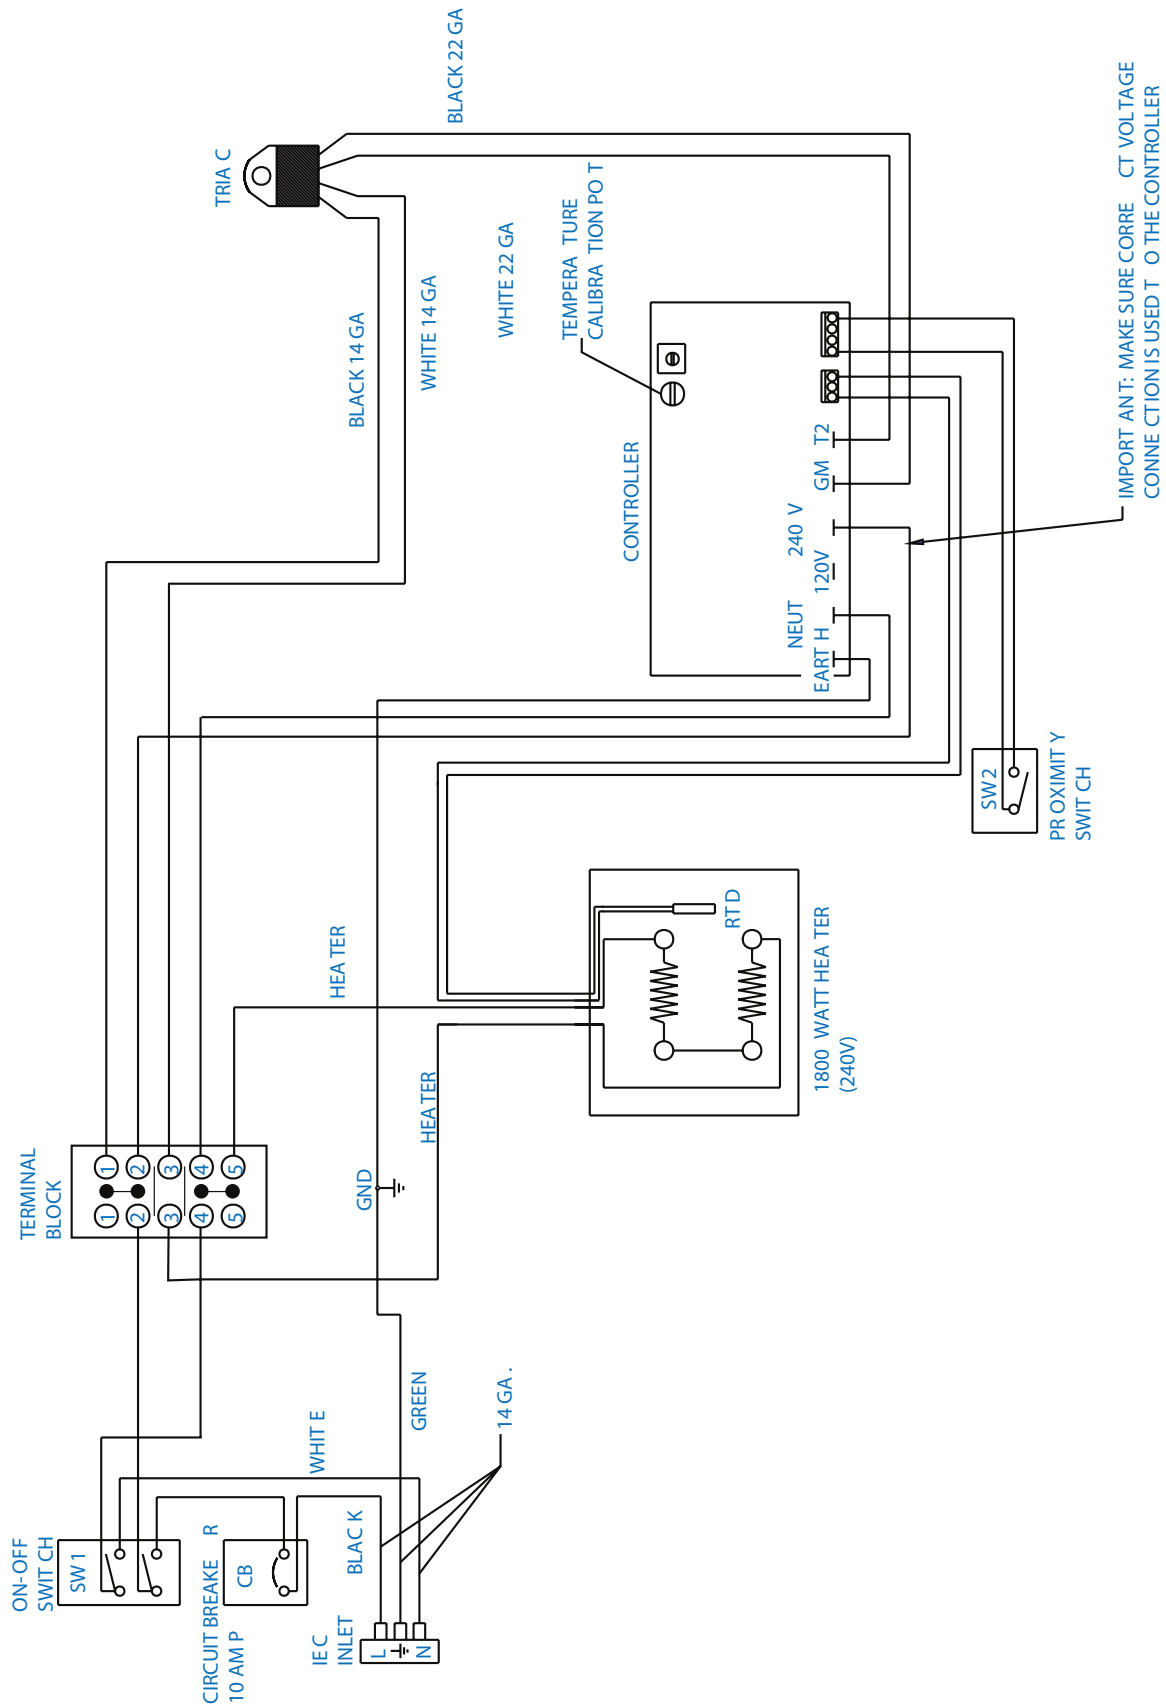 ON-OFF
SWIT CH
SW1
CIRCUIT BREAKE R
10 AM P
CB
IE C
INLET
L
N
BLAC K
WHIT E
GREEN
14 GA .
TERMINAL
BLOCK
1
2
3
4
5
1
2
3
4
5
GND
HEA TER
HEA TER
1800 WATT HEA TER
(240V)
RT D
TRIA C
BLACK 14 GA
WHITE 14 GA
BLACK 22 GA
WHITE 22 GA
TEMPERA TURE
CALIBRA TION PO T
CONTROLLER
EART H
NEUT
120V
240 V
GM
T2
SW2
PR OXIMIT Y
SWIT CH
IMPORT ANT: MAKE SURE CORRE CT VOLTAGE
CONNE CTION IS USED T O THE CONTROLLER